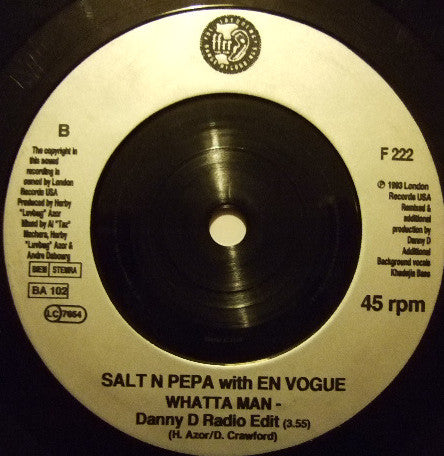 B
The copyright in
this sound
recording is
owned by London
Records USA
Produced by Herby
"Luvbug" Azor
Mixed by Al "Taz"
Machera, Herby
"Luvbug" Azor &
Andre Debourg
BIEM STEMRA
BA 102
LC 7654
F 222
℗ 1993 London
Records USA
Remixed &
additional
production by
Danny D
Additional
Background vocals
Khadejia Bass
45 rpm
SALT N PEPA with EN VOGUE
WHATTA MAN -
Danny D Radio Edit (3.55)
(H. Azor/D. Crawford)